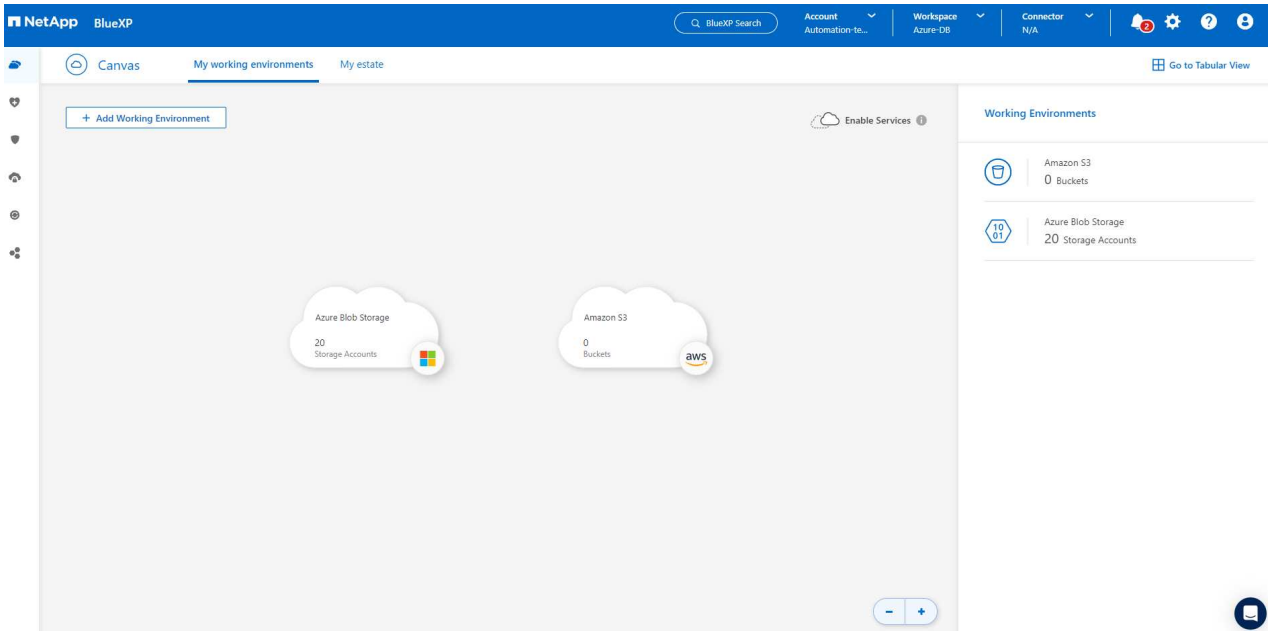 NetApp BlueXP
BlueXP Search
Account
Automation-te...
Workspace
Azure-DB
Connector
N/A
2
Canvas
My working environments
My estate
Go to Tabular View
+ Add Working Environment
Enable Services
Working Environments
Amazon S3
0 Buckets
10
01
Azure Blob Storage
20 Storage Accounts
Azure Blob Storage
20
Storage Accounts
Amazon S3
0
Buckets
aws